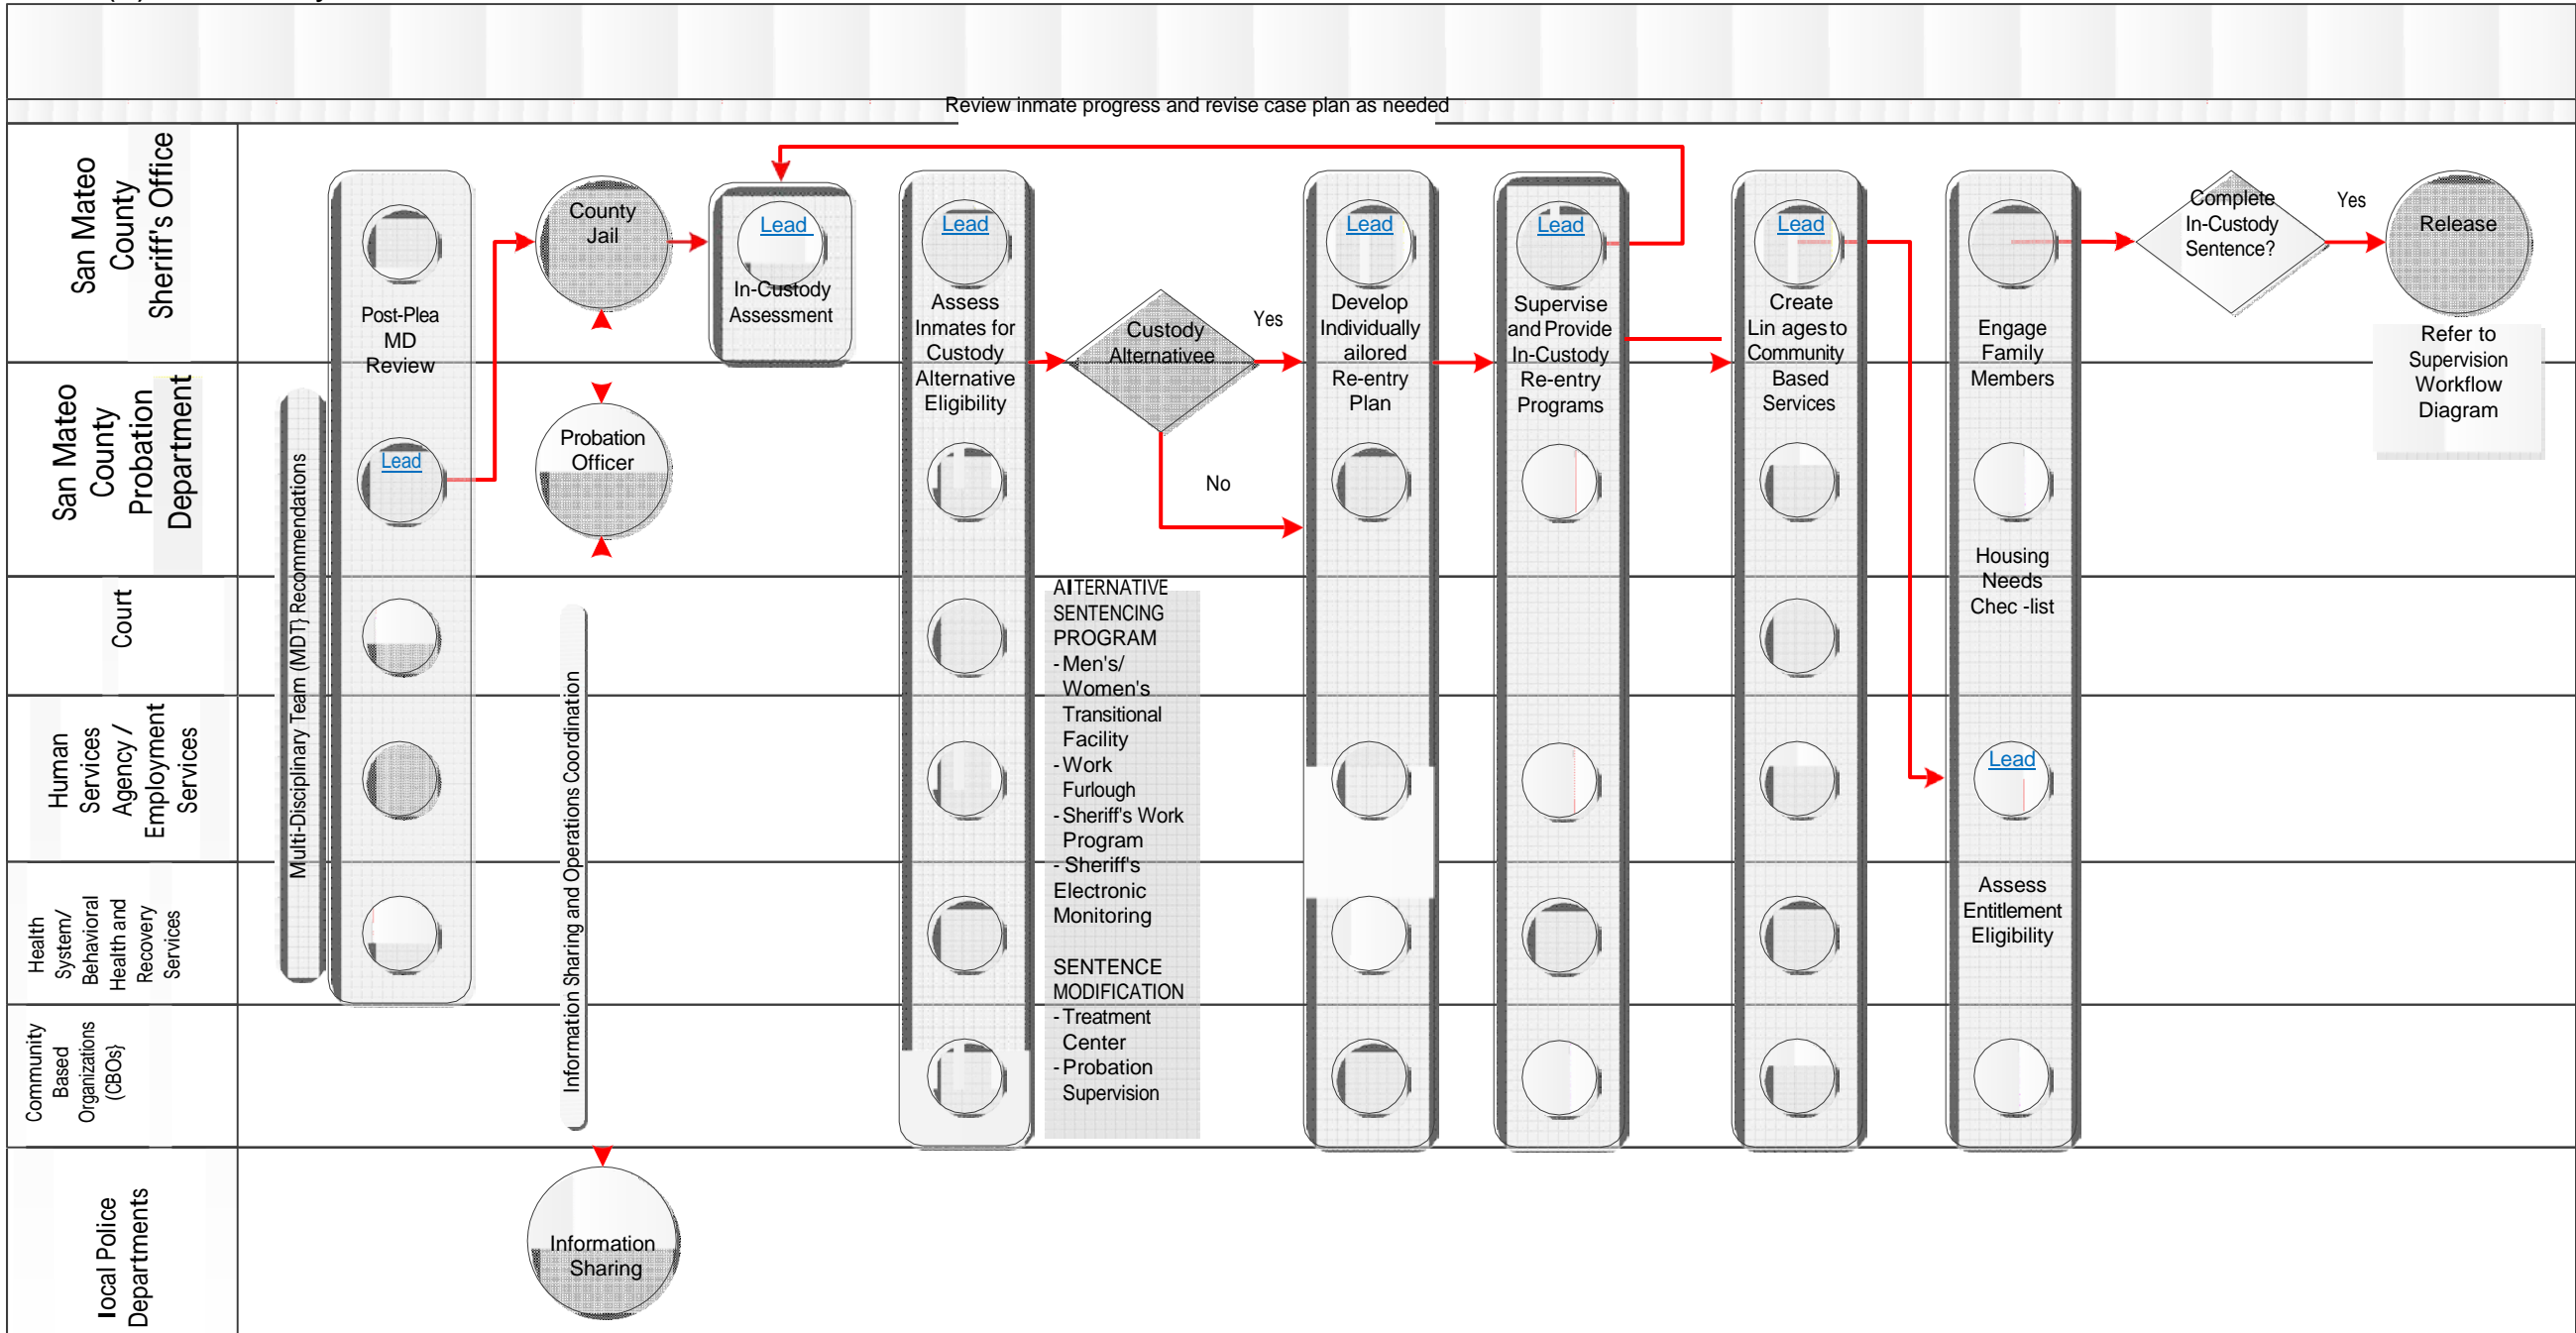 Review inmate progress and revise case plan as needed
San Mateo
County
Sheriff's Office
San Mateo
County
Probation
Department
Court
Human
Services
Agency /
Employment
Services
Health
System/
Behavioral
Health and
Recovery
Services
Community
Based
Organizations
(CBOs}
local Police
Departments
Multi-Disciplinary Team (MDT} Recommendations
Post-Plea
MD
Review
Lead
County
Jail
Probation
Officer
Information Sharing and Operations Coordination
Information
Sharing
Lead
In-Custody
Assessment
Lead
Assess
Inmates for
Custody
Alternative
Eligibility
Custody
Alternativee
Yes
No
AlTERNATIVE
SENTENCING
PROGRAM
- Men's/
Women's
Transitional
Facility
- Work
Furlough
- Sheriff's Work
Program
- Sheriff's
Electronic
Monitoring
SENTENCE
MODIFICATION
- Treatment
Center
- Probation
Supervision
Lead
Develop
Individually
ailored
Re-entry
Plan
Lead
Supervise
and Provide
In-Custody
Re-entry
Programs
Lead
Create
Lin ages to
Community
Based
Services
Engage
Family
Members
Housing
Needs
Chec -list
Lead
Assess
Entitlement
Eligibility
Complete
In-Custody
Sentence?
Yes
Release
Refer to
Supervision
Workflow
Diagram